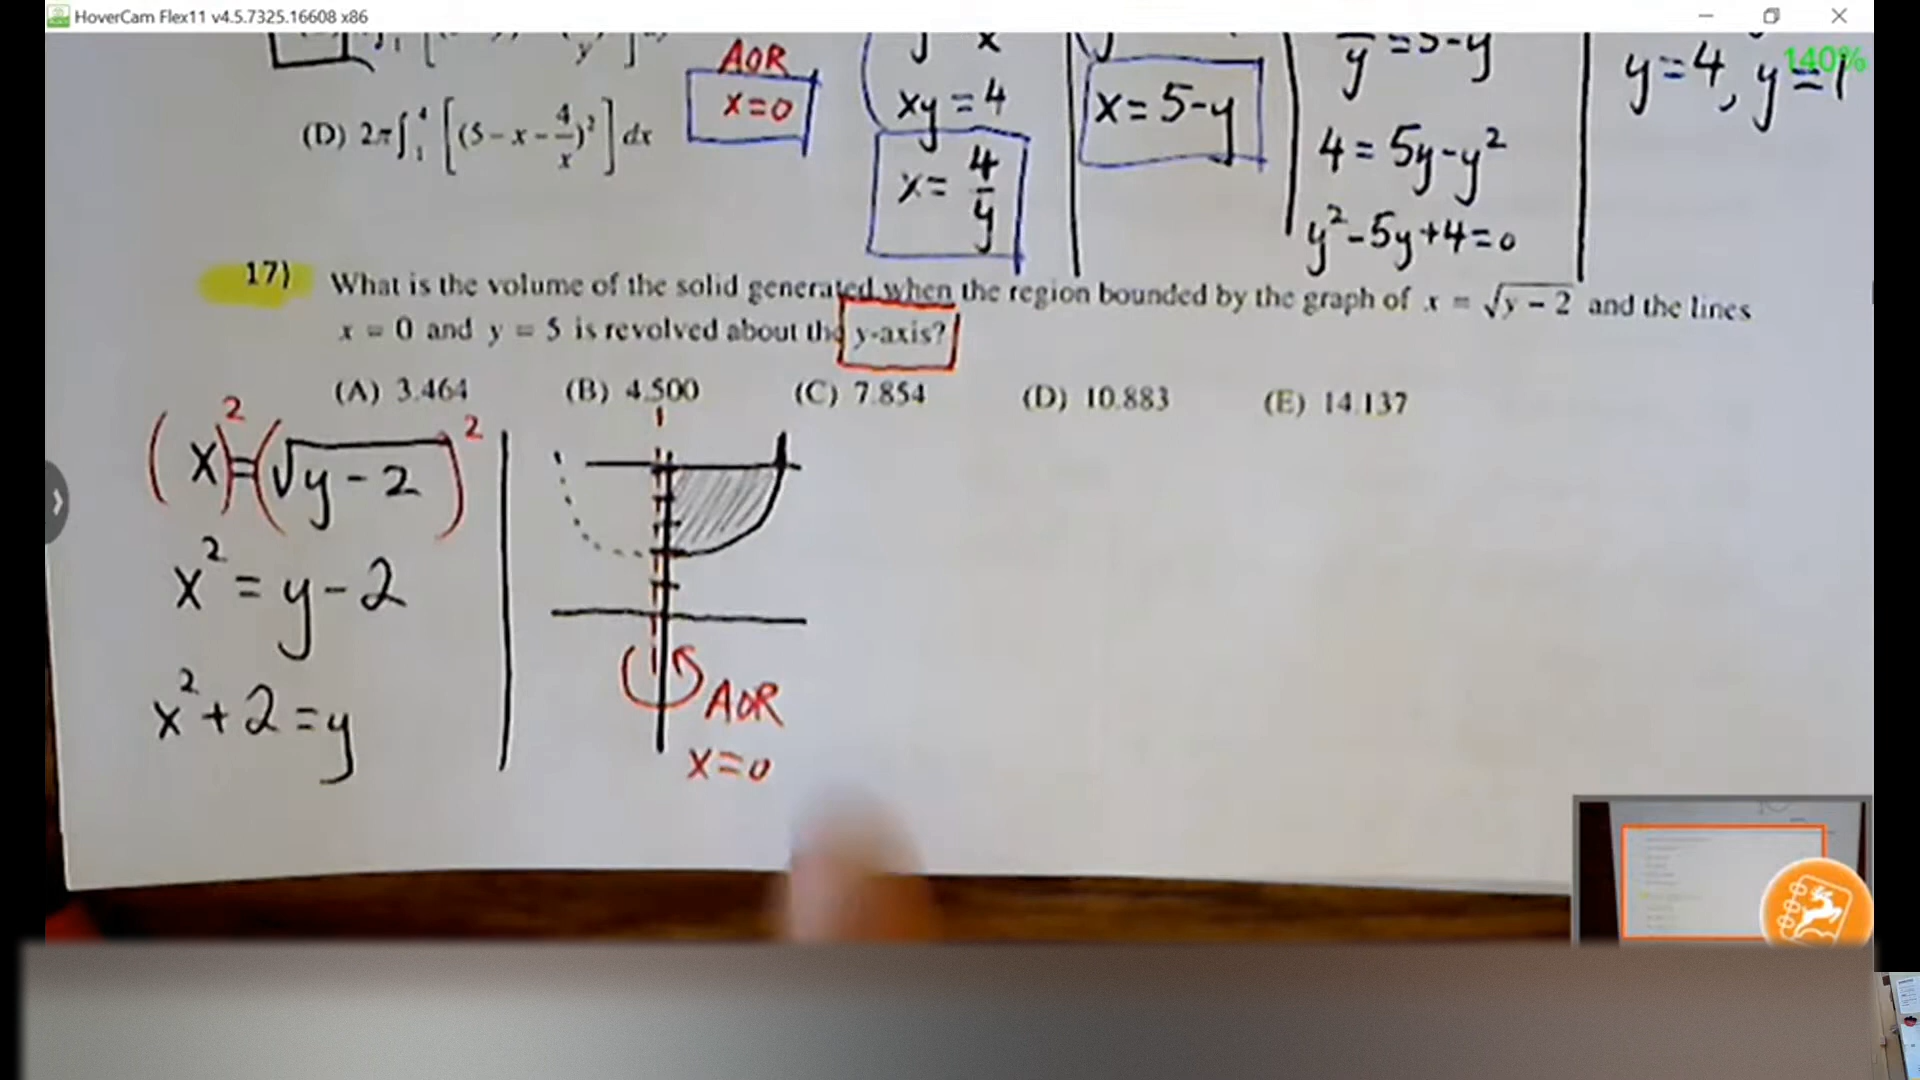 HoverCam Flex11 v4.5.7325.16608 x86
140%
AOR
x=0
y x
xy = 4
x = 4/y
x = 5-y
y = 5-y
4 = 5y-y²
y²-5y+4=0
y=4, y=1
(D) 2π∫₁⁴ [(5 - x - 4/x)²] dx
17) What is the volume of the solid generated when the region bounded by the graph of x = √y - 2 and the lines
x = 0 and y = 5 is revolved about the y-axis?
(A) 3.464 (B) 4.500 (C) 7.854 (D) 10.883 (E) 14.137
(x)²=(√y-2)²
x² = y-2
x²+2=y
AOR
x=0